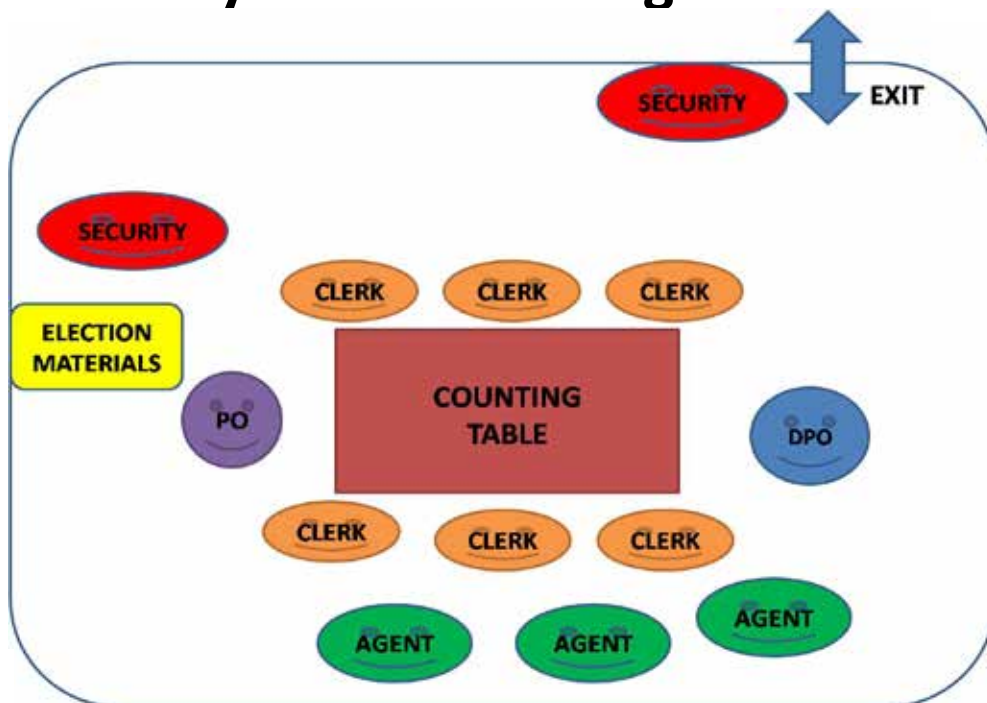 SECURITY
EXIT
SECURITY
CLERK
CLERK
CLERK
ELECTION
MATERIALS
PO
COUNTING
TABLE
DPO
CLERK
CLERK
CLERK
AGENT
AGENT
AGENT